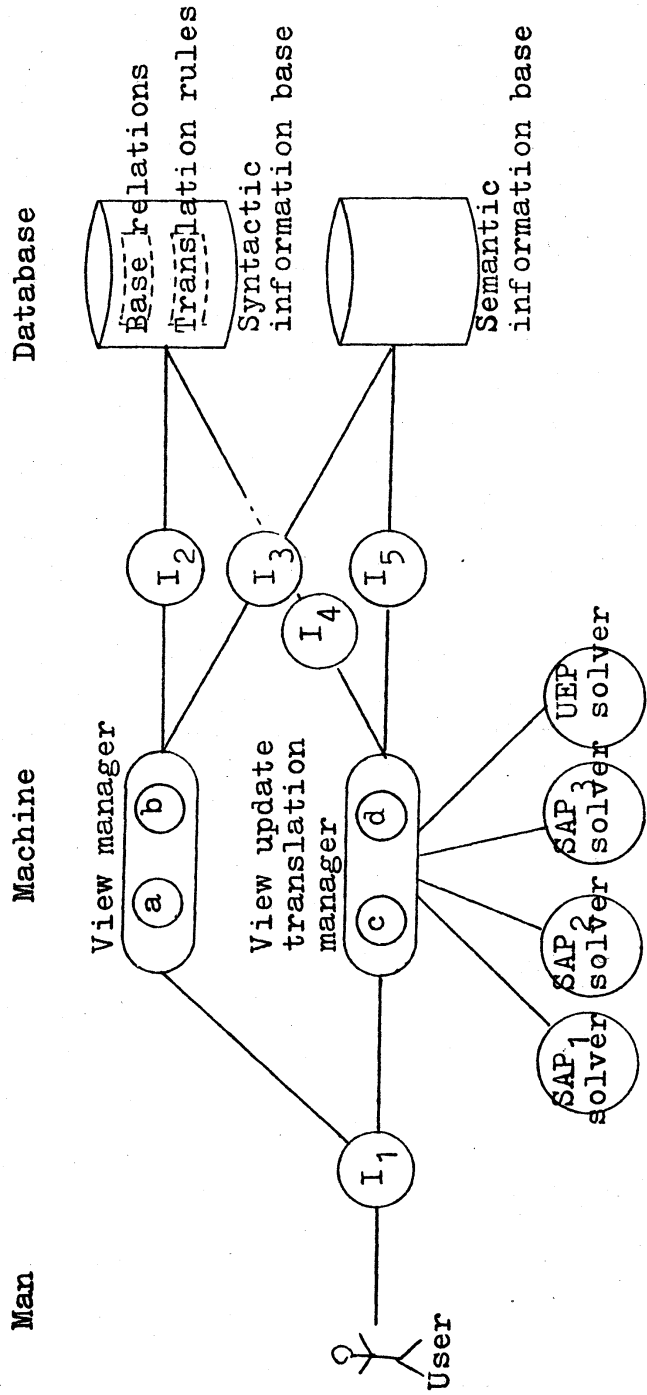 Man
Machine
Database
User
I1
View manager
a
b
View update
translation
manager
c
d
SAP1
solver
SAP2
solver
SAP3
solver
UEP
solver
I2
I3
I4
I5
Base relations
Translation rules
Syntactic
information base
Semantic
information base